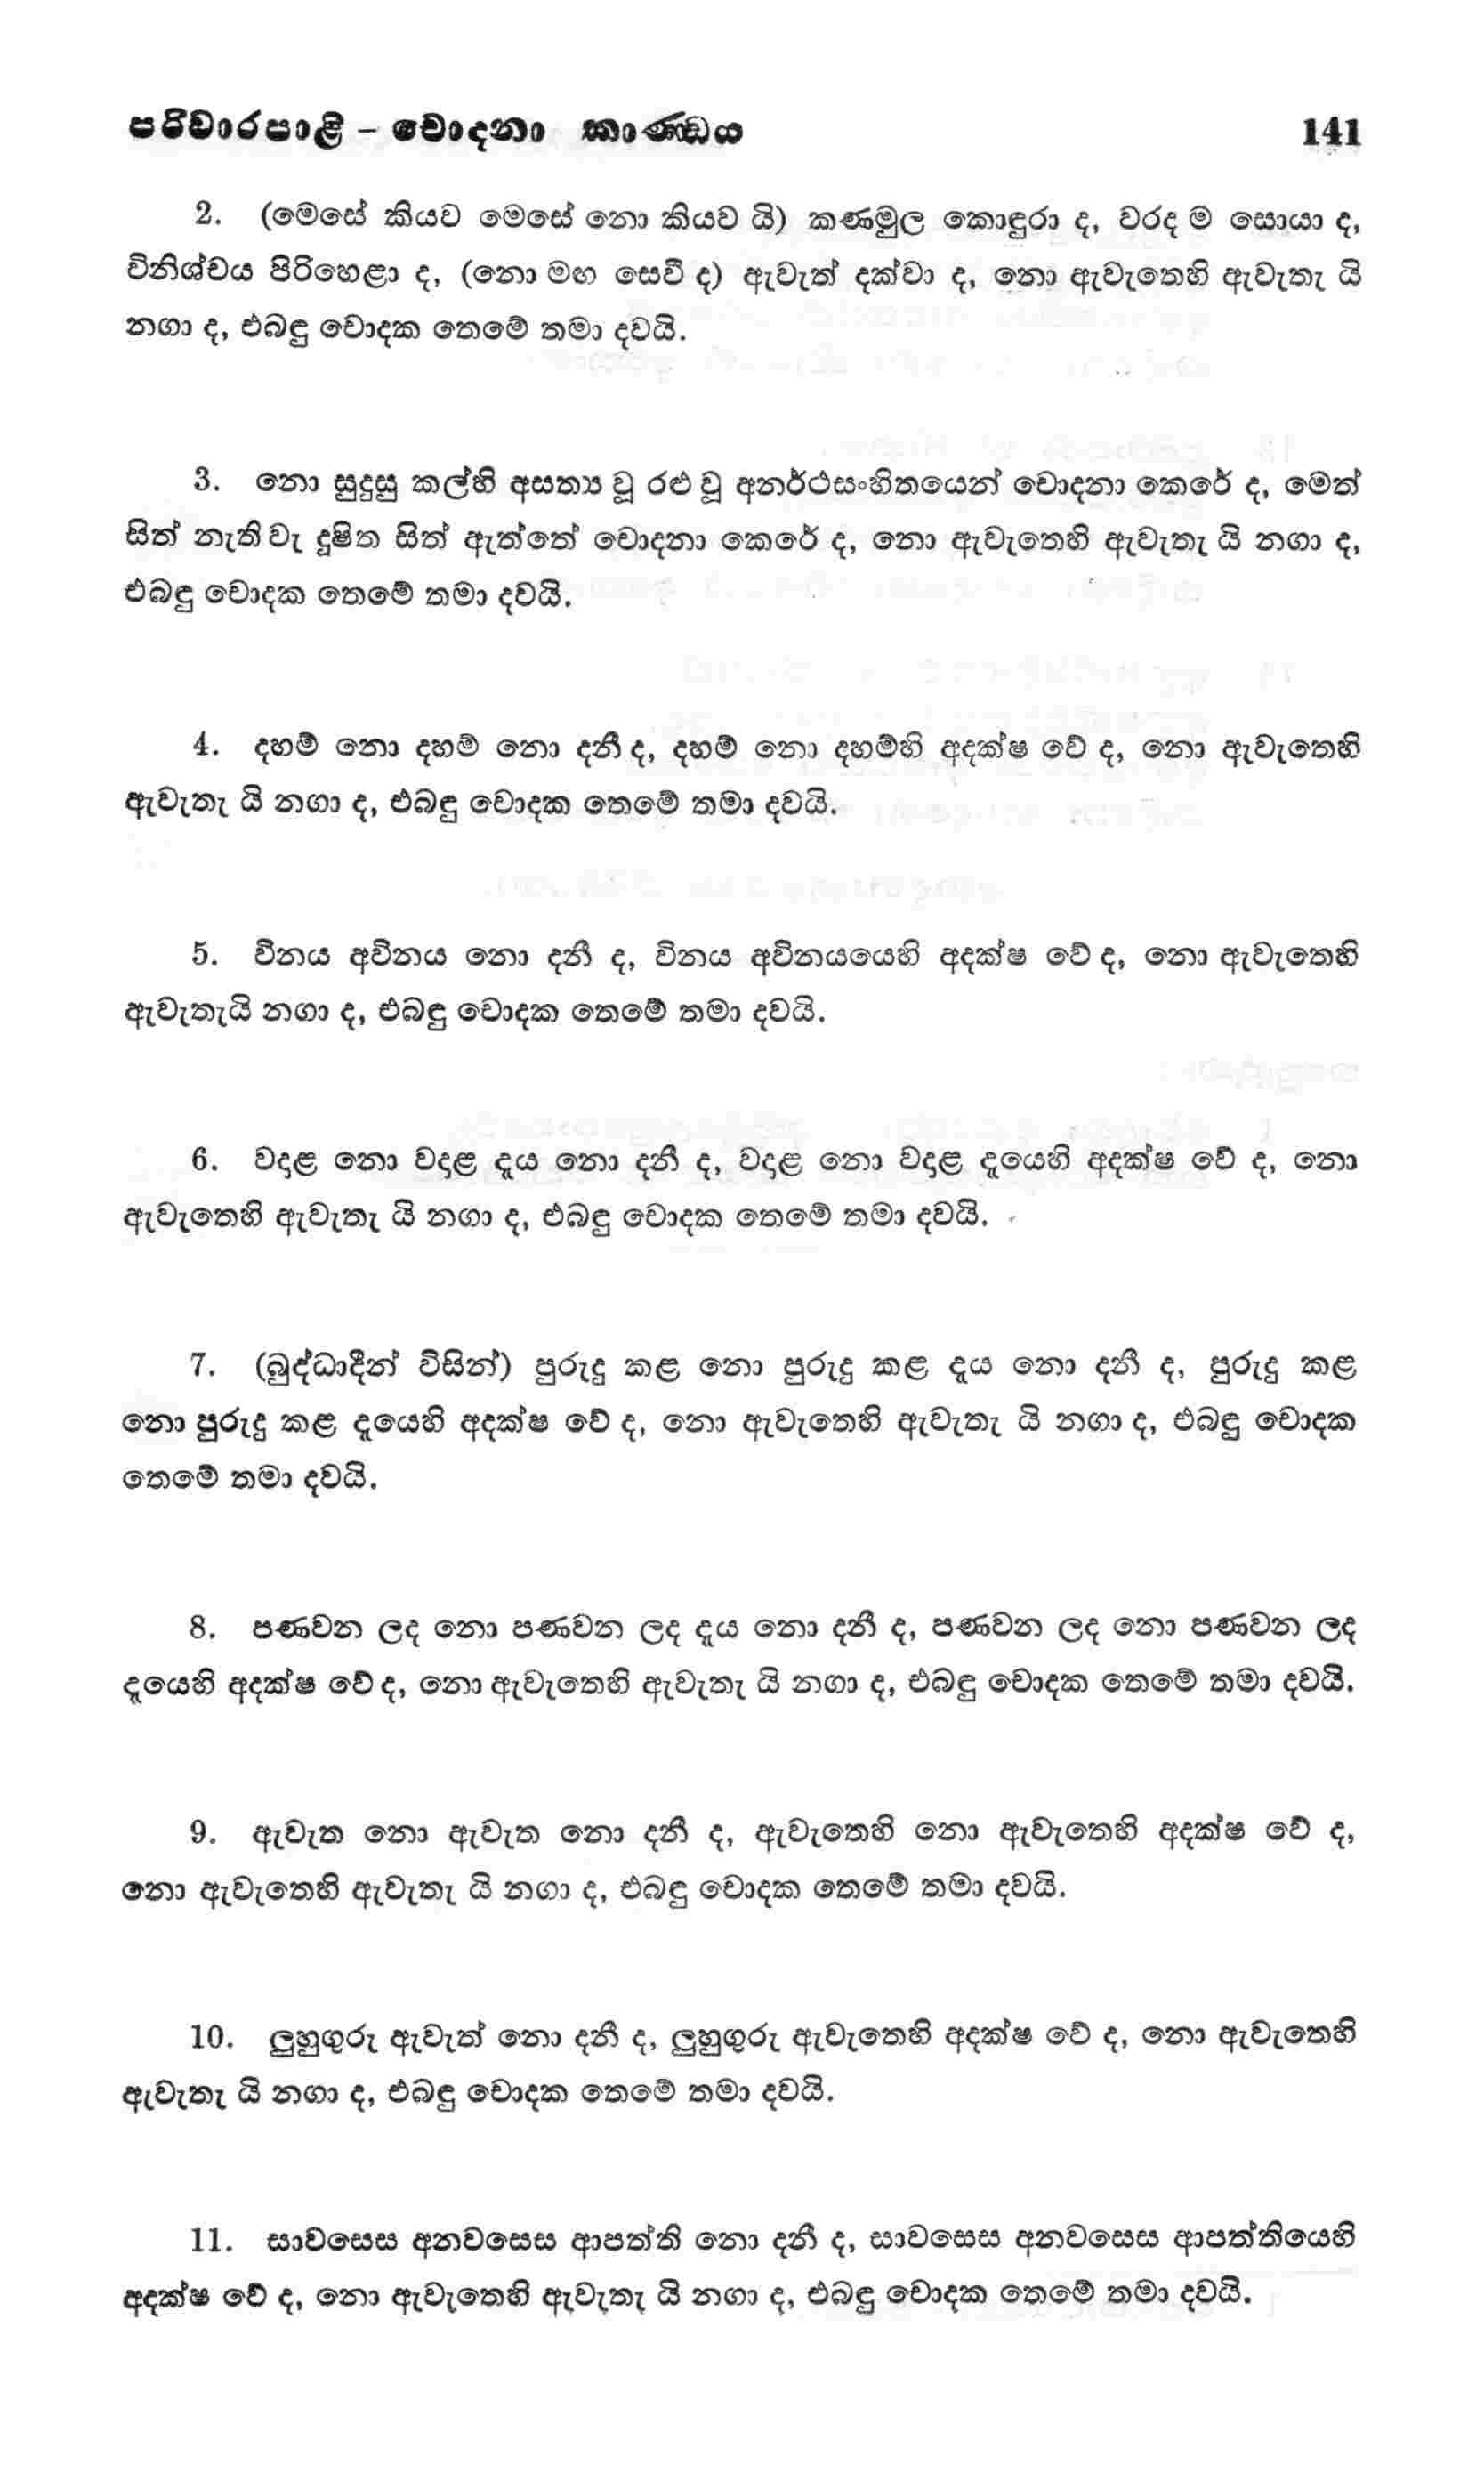 පරිවාරපාළි – චොදනා කාණ්ඩය 141
2. (මෙසේ කියව මෙසේ නො කියව යි) කණමුල කොඳුරා ද, වරද ම සොයා ද,
විනිශ්චය පිරිහෙළා ද, (නො මඟ සෙවී ද) ඇවැත් දක්වා ද, නො ඇවැතෙහි ඇවැතැ යි
නගා ද, එබඳු චොදක තෙමේ තමා දවයි.
3. නො සුදුසු කල්හි අසත්‍ය වූ රළු වූ අනර්ථසංහිතයෙන් චොදනා කෙරේ ද, මෙත්
සිත් නැති වැ දූෂිත සිත් ඇත්තේ චොදනා කෙරේ ද, නො ඇවැතෙහි ඇවැතැ යි නගා ද,
එබඳු චොදක තෙමේ තමා දවයි.
4. දහම් නො දහම් නො දනී ද, දහම් නො දහම්හි අදක්ෂ වේ ද, නො ඇවැතෙහි
ඇවැතැ යි නගා ද, එබඳු චොදක තෙමේ තමා දවයි.
5. විනය අවිනය නො දනී ද, විනය අවිනයයෙහි අදක්ෂ වේ ද, නො ඇවැතෙහි
ඇවැතැයි නගා ද, එබඳු චොදක තෙමේ තමා දවයි.
6. වදාළ නො වදාළ දැය නො දනී ද, වදාළ නො වදාළ දැයෙහි අදක්ෂ වේ ද, නො
ඇවැතෙහි ඇවැතැ යි නගා ද, එබඳු චොදක තෙමේ තමා දවයි.
7. (බුද්ධාදීන් විසින්) පුරුදු කළ නො පුරුදු කළ දැය නො දනී ද, පුරුදු කළ
නො පුරුදු කළ දැයෙහි අදක්ෂ වේ ද, නො ඇවැතෙහි ඇවැතැ යි නගා ද, එබඳු චොදක
තෙමේ තමා දවයි.
8. පණවන ලද නො පණවන ලද දැය නො දනී ද, පණවන ලද නො පණවන ලද
දැයෙහි අදක්ෂ වේ ද, නො ඇවැතෙහි ඇවැතැ යි නගා ද, එබඳු චොදක තෙමේ තමා දවයි.
9. ඇවැත නො ඇවැත නො දනී ද, ඇවැතෙහි නො ඇවැතෙහි අදක්ෂ වේ ද,
නො ඇවැතෙහි ඇවැතැ යි නගා ද, එබඳු චොදක තෙමේ තමා දවයි.
10. ලුහුගුරු ඇවැත් නො දනී ද, ලුහුගුරු ඇවැතෙහි අදක්ෂ වේ ද, නො ඇවැතෙහි
ඇවැතැ යි නගා ද, එබඳු චොදක තෙමේ තමා දවයි.
11. සාවසෙස අනවසෙස ආපත්ති නො දනී ද, සාවසෙස අනවසෙස ආපත්තියෙහි
අදක්ෂ වේ ද, නො ඇවැතෙහි ඇවැතැ යි නගා ද, එබඳු චොදක තෙමේ තමා දවයි.